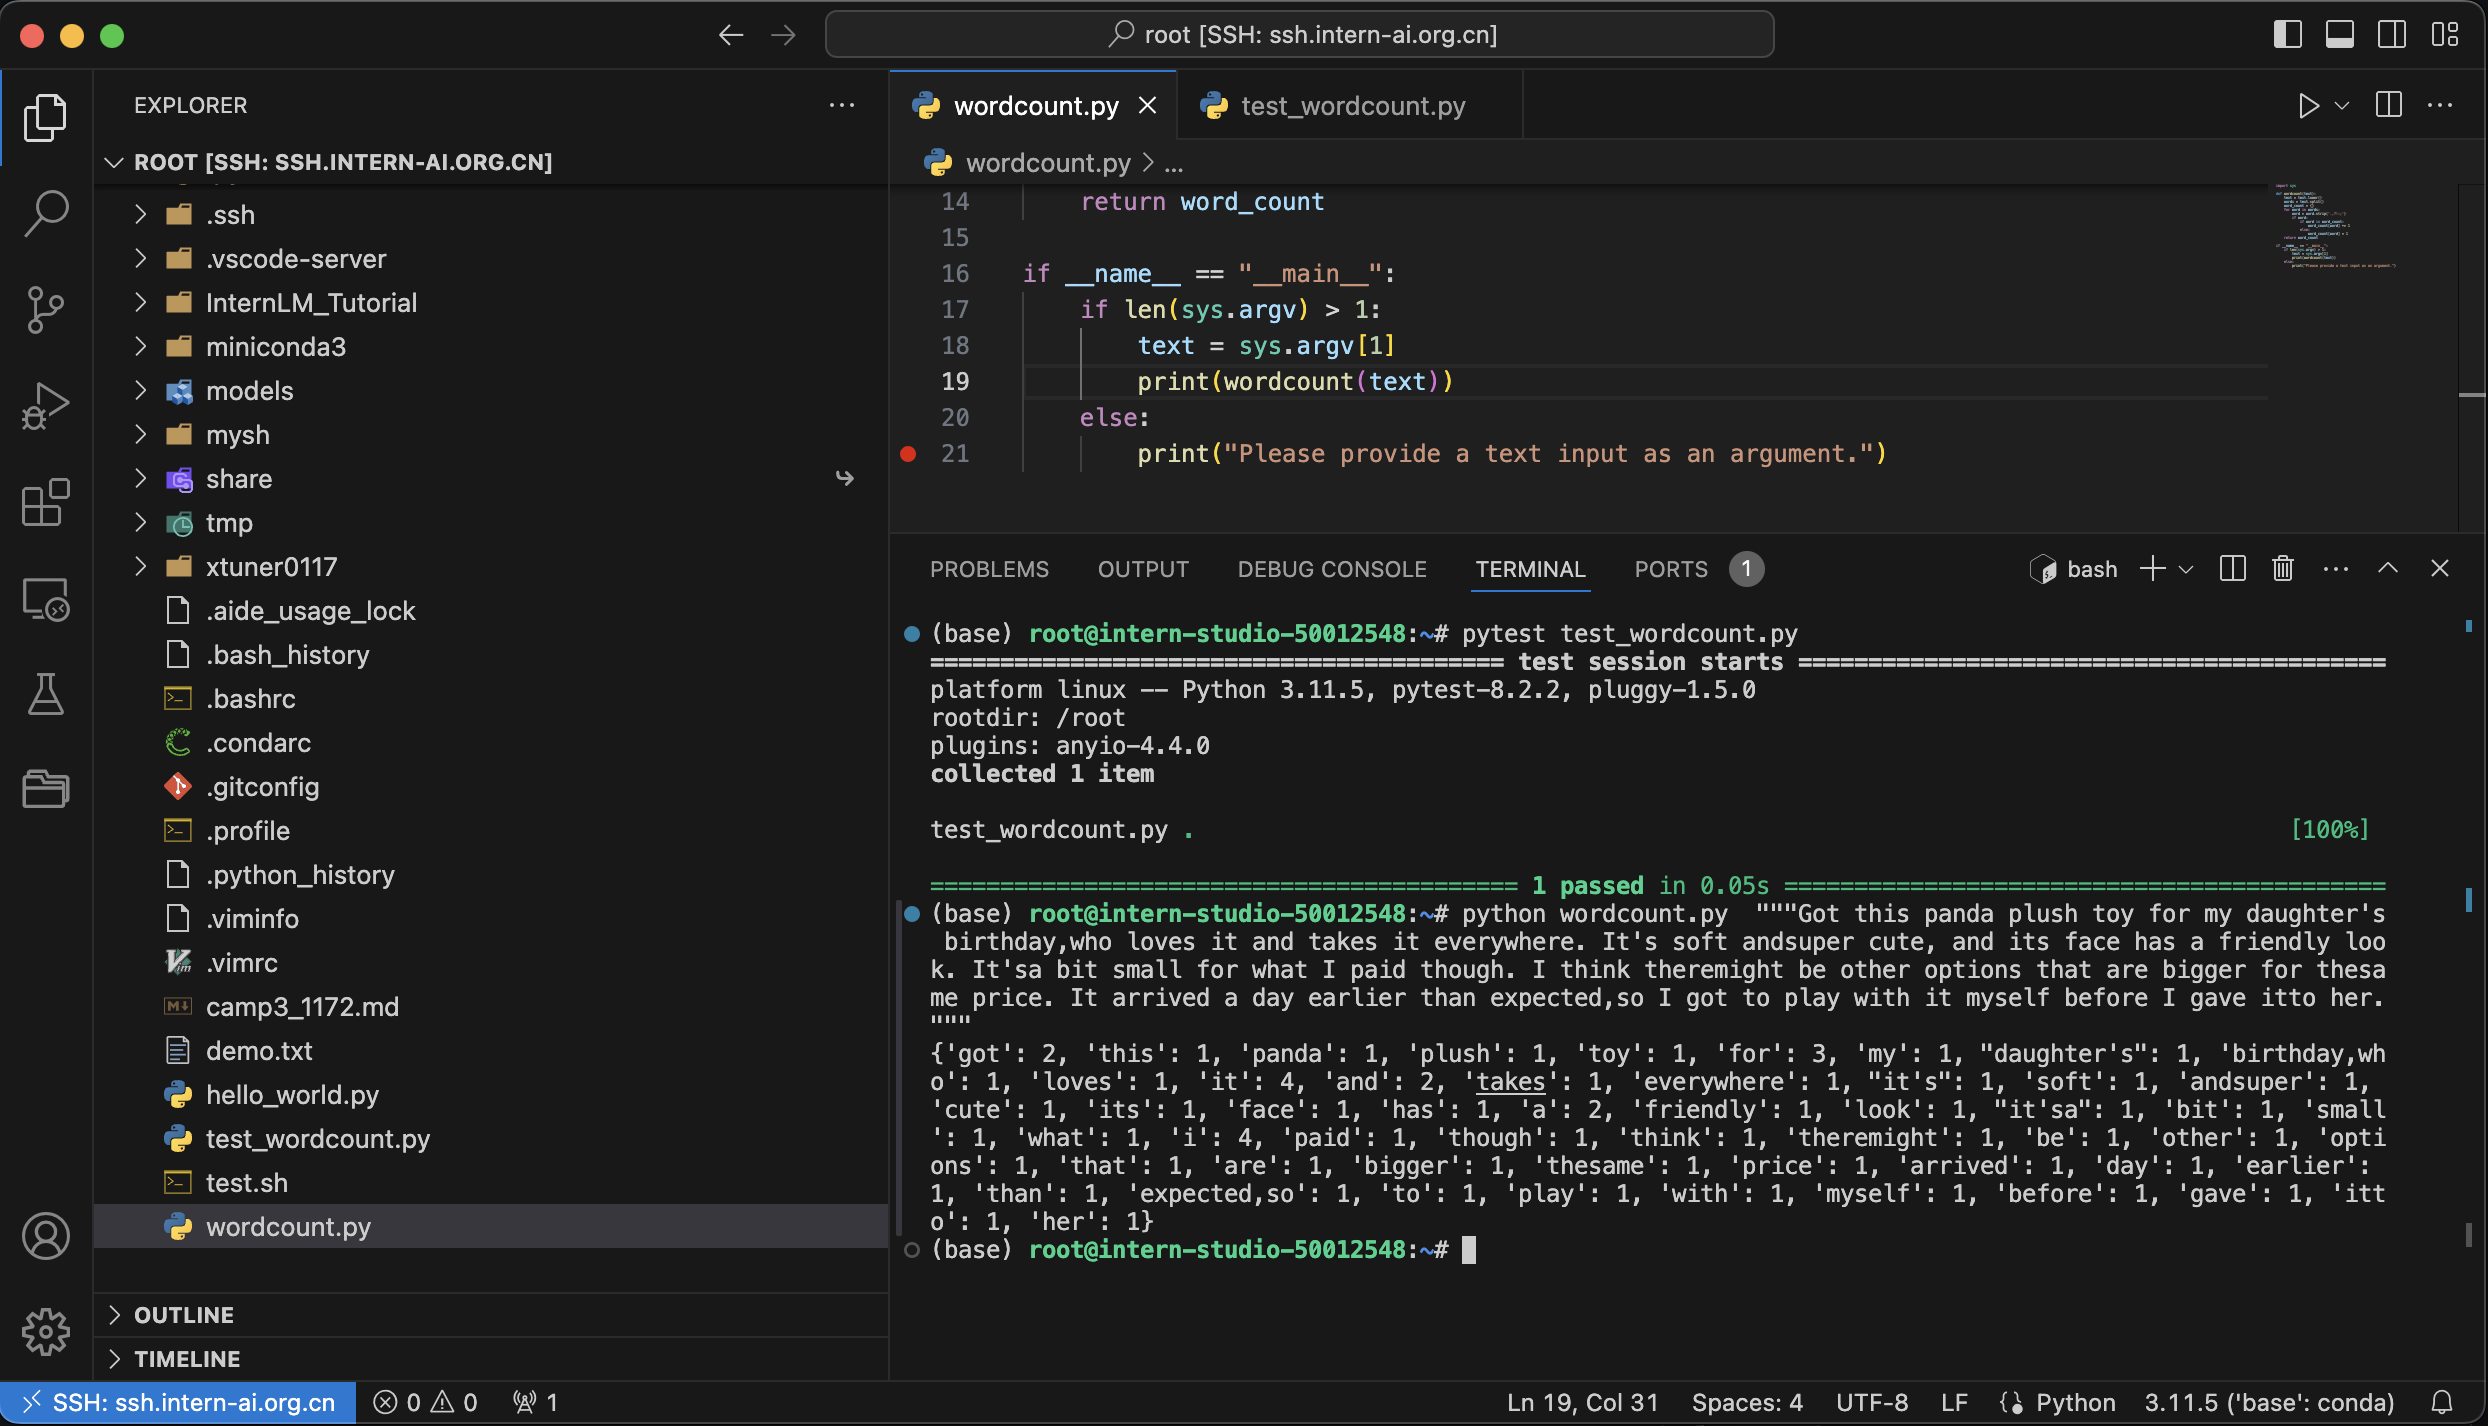 root [SSH: ssh.intern-ai.org.cn]
EXPLORER
ROOT [SSH: SSH.INTERN-AI.ORG.CN]
.ssh
.vscode-server
InternLM_Tutorial
miniconda3
models
mysh
share
tmp
xtuner0117
.aide_usage_lock
.bash_history
.bashrc
.condarc
.gitconfig
.profile
.python_history
.viminfo
.vimrc
camp3_1172.md
demo.txt
hello_world.py
test_wordcount.py
test.sh
wordcount.py
OUTLINE
TIMELINE
wordcount.py test_wordcount.py
wordcount.py > ...
14 return word_count
15
16 if __name__ == "__main__":
17 if len(sys.argv) > 1:
18 text = sys.argv[1]
19 print(wordcount(text))
20 else:
21 print("Please provide a text input as an argument.")
PROBLEMS OUTPUT DEBUG CONSOLE TERMINAL PORTS 1 bash
(base) root@intern-studio-50012548:~# pytest test_wordcount.py
========================================= test session starts ==========================================
platform linux -- Python 3.11.5, pytest-8.2.2, pluggy-1.5.0
rootdir: /root
plugins: anyio-4.4.0
collected 1 item
test_wordcount.py . [100%]
========================================== 1 passed in 0.05s ===========================================
(base) root@intern-studio-50012548:~# python wordcount.py  """Got this panda plush toy for my daughter's
 birthday,who loves it and takes it everywhere. It's soft andsuper cute, and its face has a friendly loo
k. It'sa bit small for what I paid though. I think theremight be other options that are bigger for thesa
me price. It arrived a day earlier than expected,so I got to play with it myself before I gave itto her.
"""
{'got': 2, 'this': 1, 'panda': 1, 'plush': 1, 'toy': 1, 'for': 3, 'my': 1, "daughter's": 1, 'birthday,wh
o': 1, 'loves': 1, 'it': 4, 'and': 2, 'takes': 1, 'everywhere': 1, "it's": 1, 'soft': 1, 'andsuper': 1,
'cute': 1, 'its': 1, 'face': 1, 'has': 1, 'a': 2, 'friendly': 1, 'look': 1, "it'sa": 1, 'bit': 1, 'small
': 1, 'what': 1, 'i': 4, 'paid': 1, 'though': 1, 'think': 1, 'theremight': 1, 'be': 1, 'other': 1, 'opti
ons': 1, 'that': 1, 'are': 1, 'bigger': 1, 'thesame': 1, 'price': 1, 'arrived': 1, 'day': 1, 'earlier':
1, 'than': 1, 'expected,so': 1, 'to': 1, 'play': 1, 'with': 1, 'myself': 1, 'before': 1, 'gave': 1, 'itt
o': 1, 'her': 1}
(base) root@intern-studio-50012548:~#
SSH: ssh.intern-ai.org.cn 0 0 1 Ln 19, Col 31 Spaces: 4 UTF-8 LF Python 3.11.5 ('base': conda)